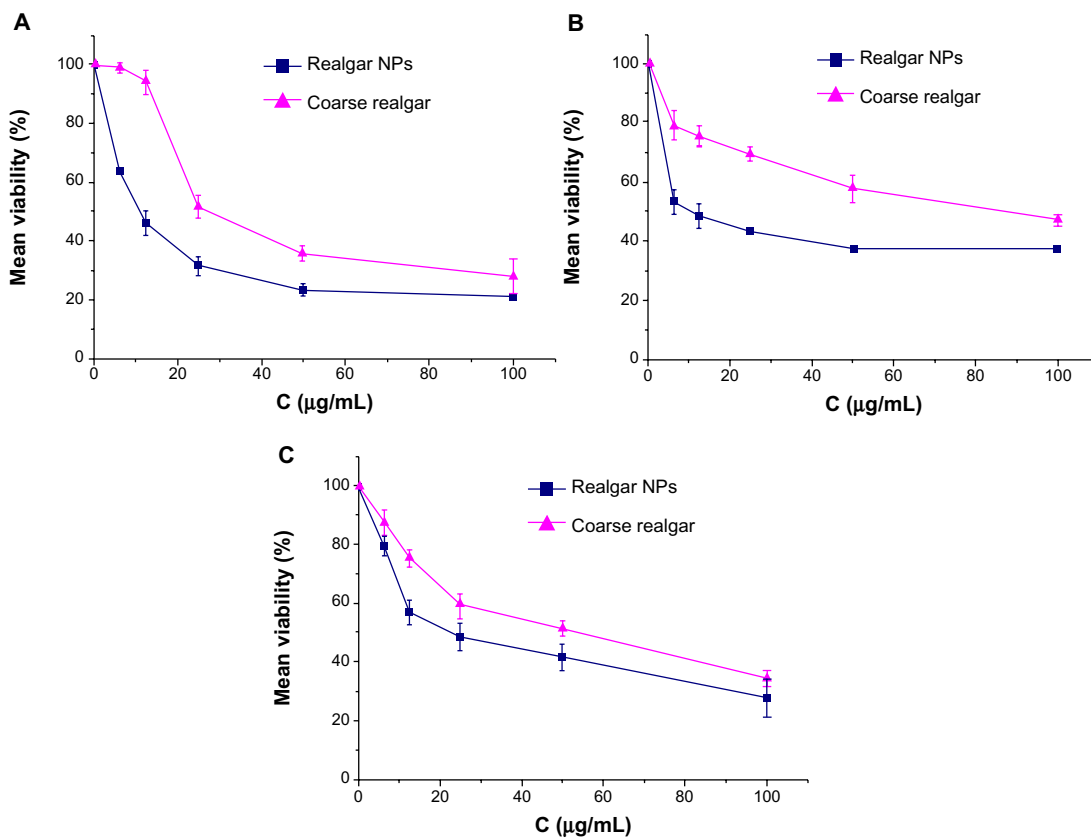 A
Realgar NPs
Coarse realgar
Mean viability (%)
100
80
60
40
20
0
0 20 40 60 80 100
C (μg/mL)
B
Realgar NPs
Coarse realgar
Mean viability (%)
100
80
60
40
20
0
0 20 40 60 80 100
C (μg/mL)
C
Realgar NPs
Coarse realgar
Mean viability (%)
100
80
60
40
20
0
0 20 40 60 80 100
C (μg/mL)